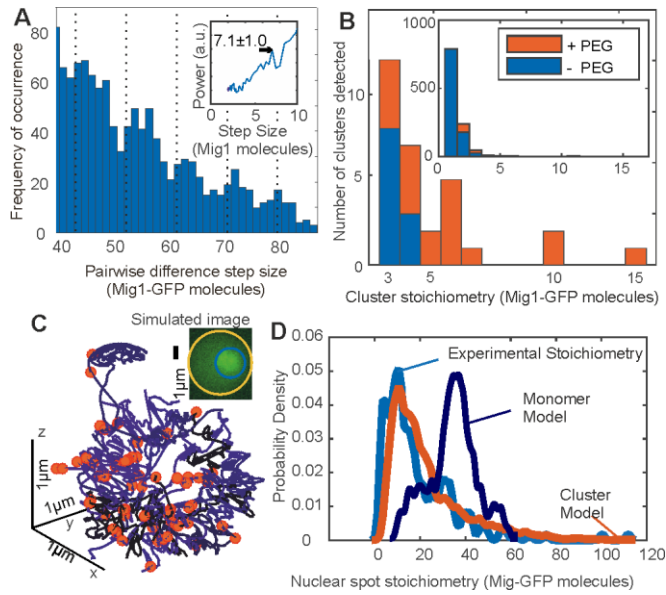 A
80
60
40
20
0
Frequency of occurrence
40
50
60
70
80
Pairwise difference step size
(Mig1-GFP molecules)
7.1±1.0
Power (a.u.)
0
5
10
Step Size
(Mig1 molecules)
B
10
5
0
Number of clusters detected
3
5
10
15
Cluster stoichiometry (Mig1-GFP molecules)
1000
500
0
5
10
15
+ PEG
- PEG
C
Simulated image
1µm
z
1µm
1µm
y
1µm
x
D
0.06
0.05
0.04
0.03
0.02
0.01
0
Probability Density
Experimental Stoichiometry
Monomer
Model
Cluster
Model
0
20
40
60
80
100
Nuclear spot stoichiometry (Mig-GFP molecules)